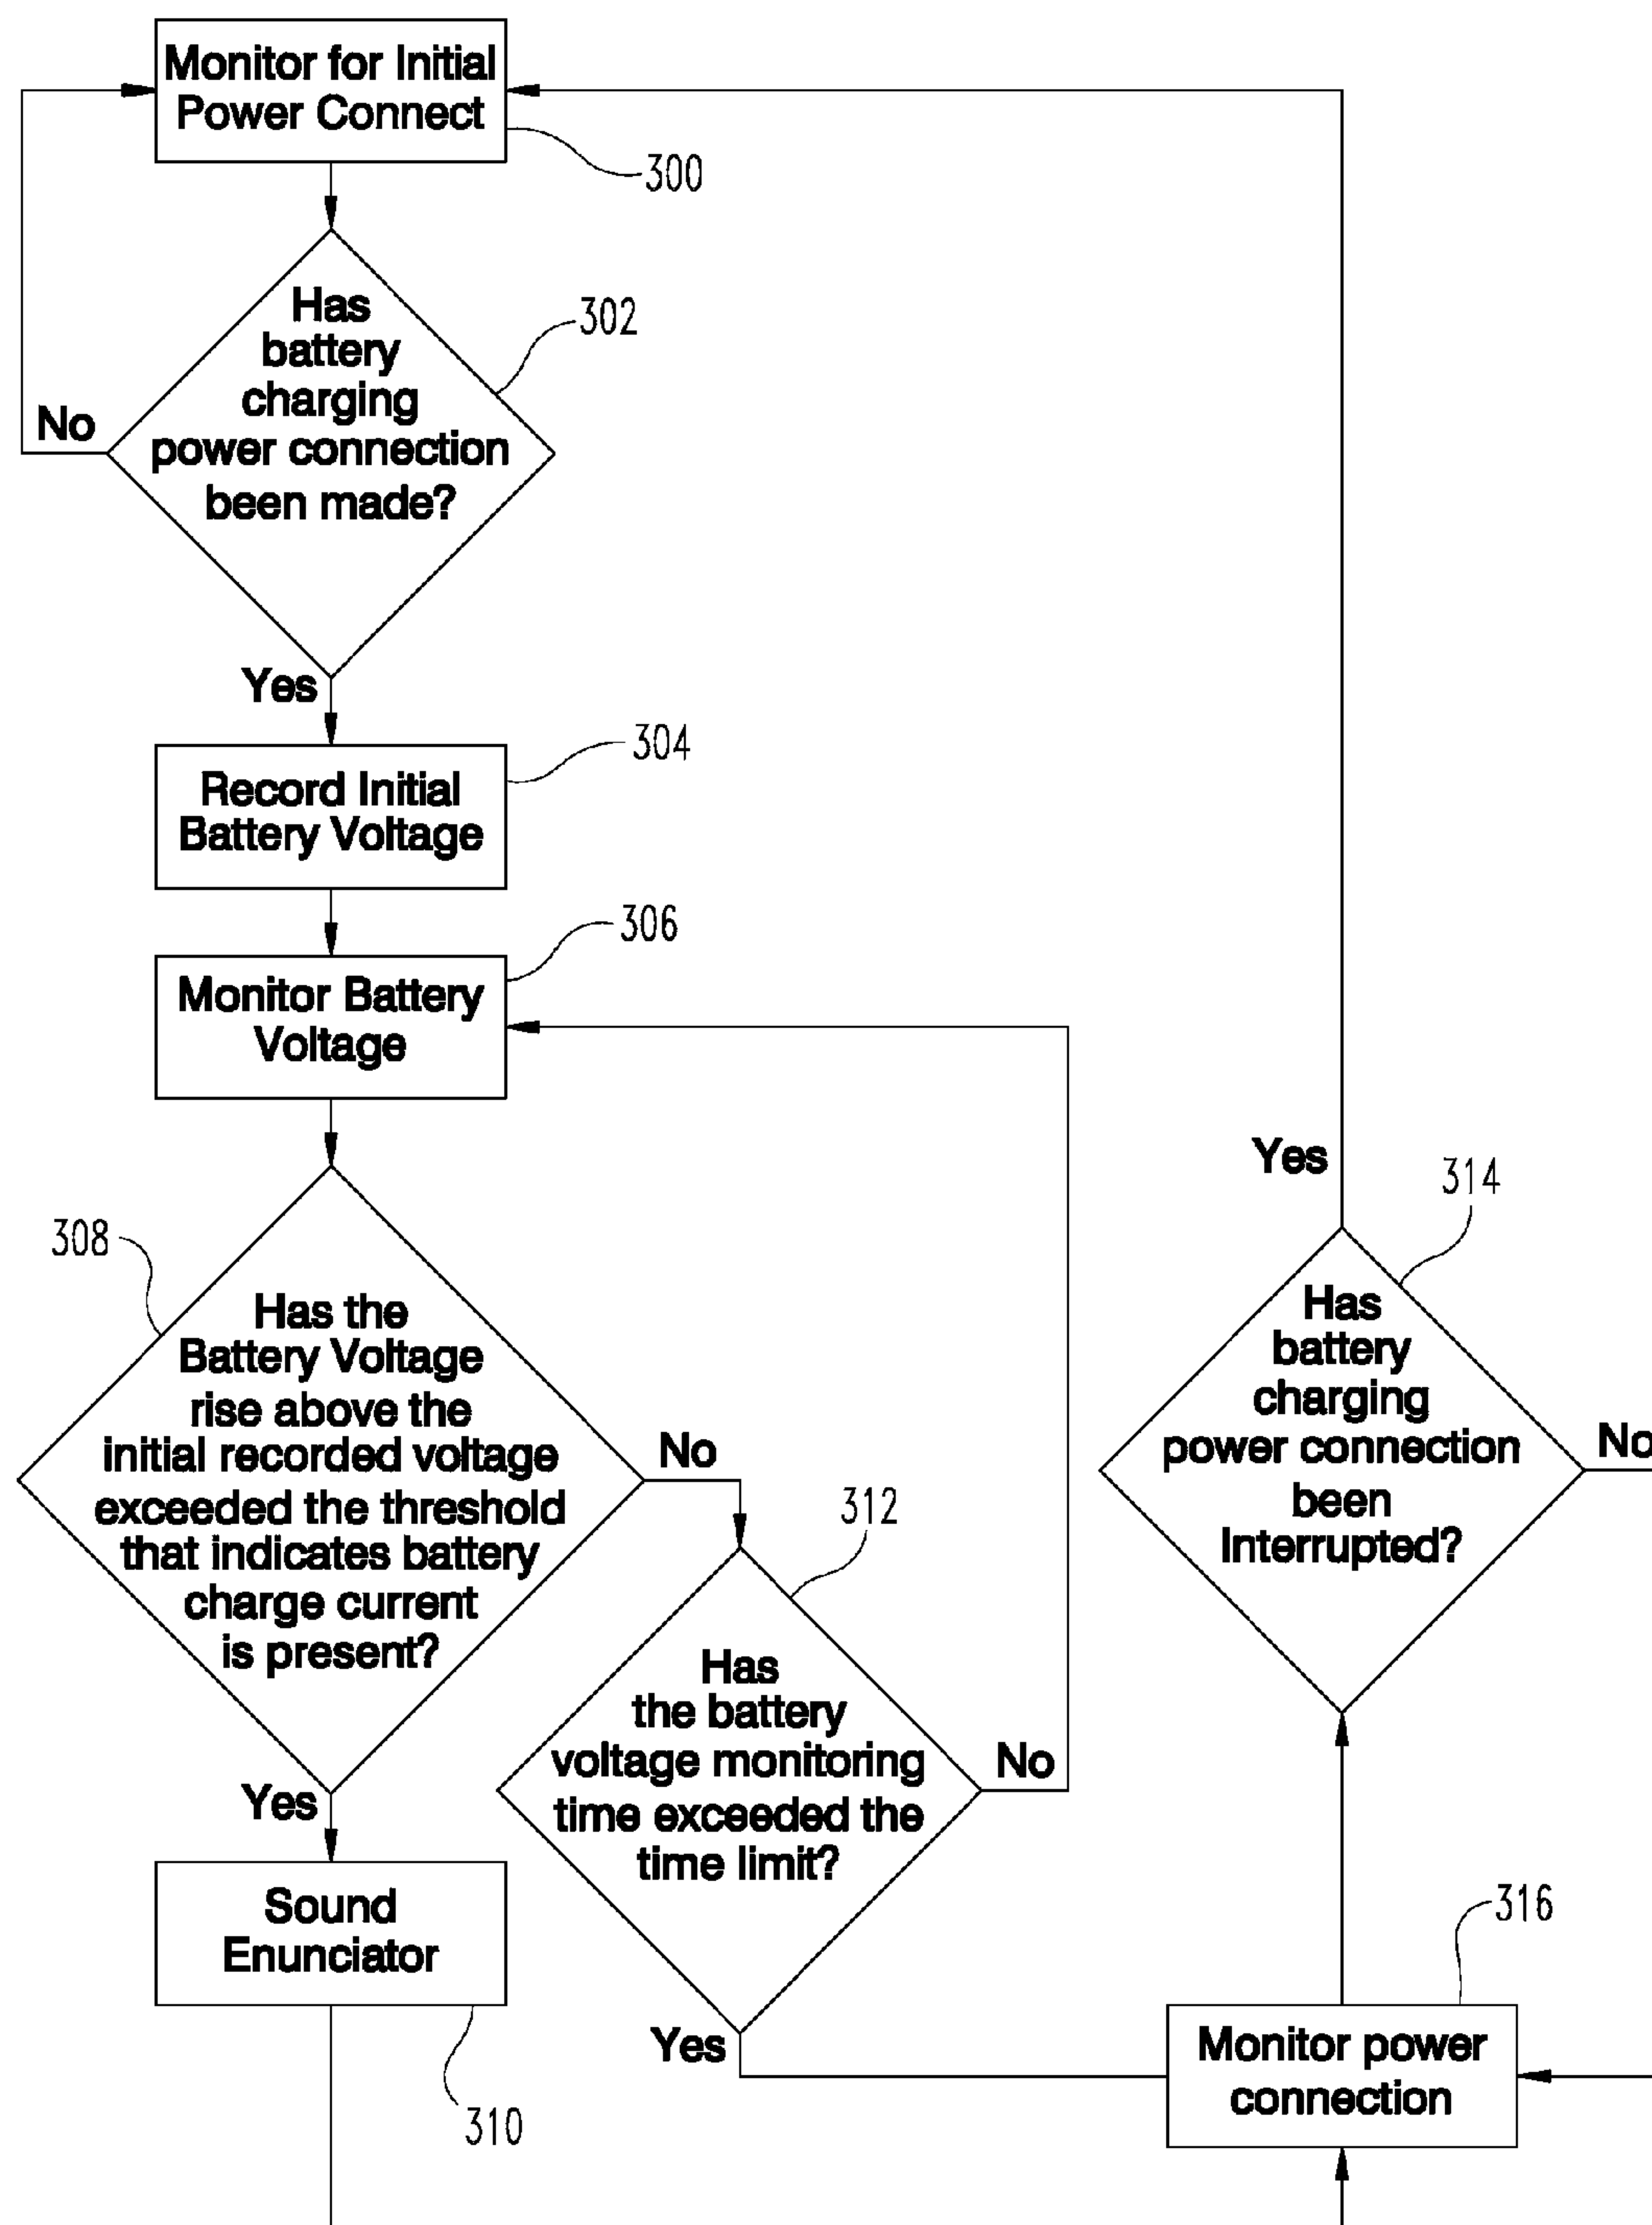 Monitor for Initial
Power Connect
300
Has
battery
charging
power connection
been made?
302
No
Yes
Record Initial
Battery Voltage
304
Monitor Battery
Voltage
306
308
Has the
Battery Voltage
rise above the
initial recorded voltage
exceeded the threshold
that indicates battery
charge current
is present?
No
Yes
Sound
Enunciator
310
312
Has
the battery
voltage monitoring
time exceeded the
time limit?
No
Yes
Yes
314
Has
battery
charging
power connection
been
Interrupted?
No
316
Monitor power
connection